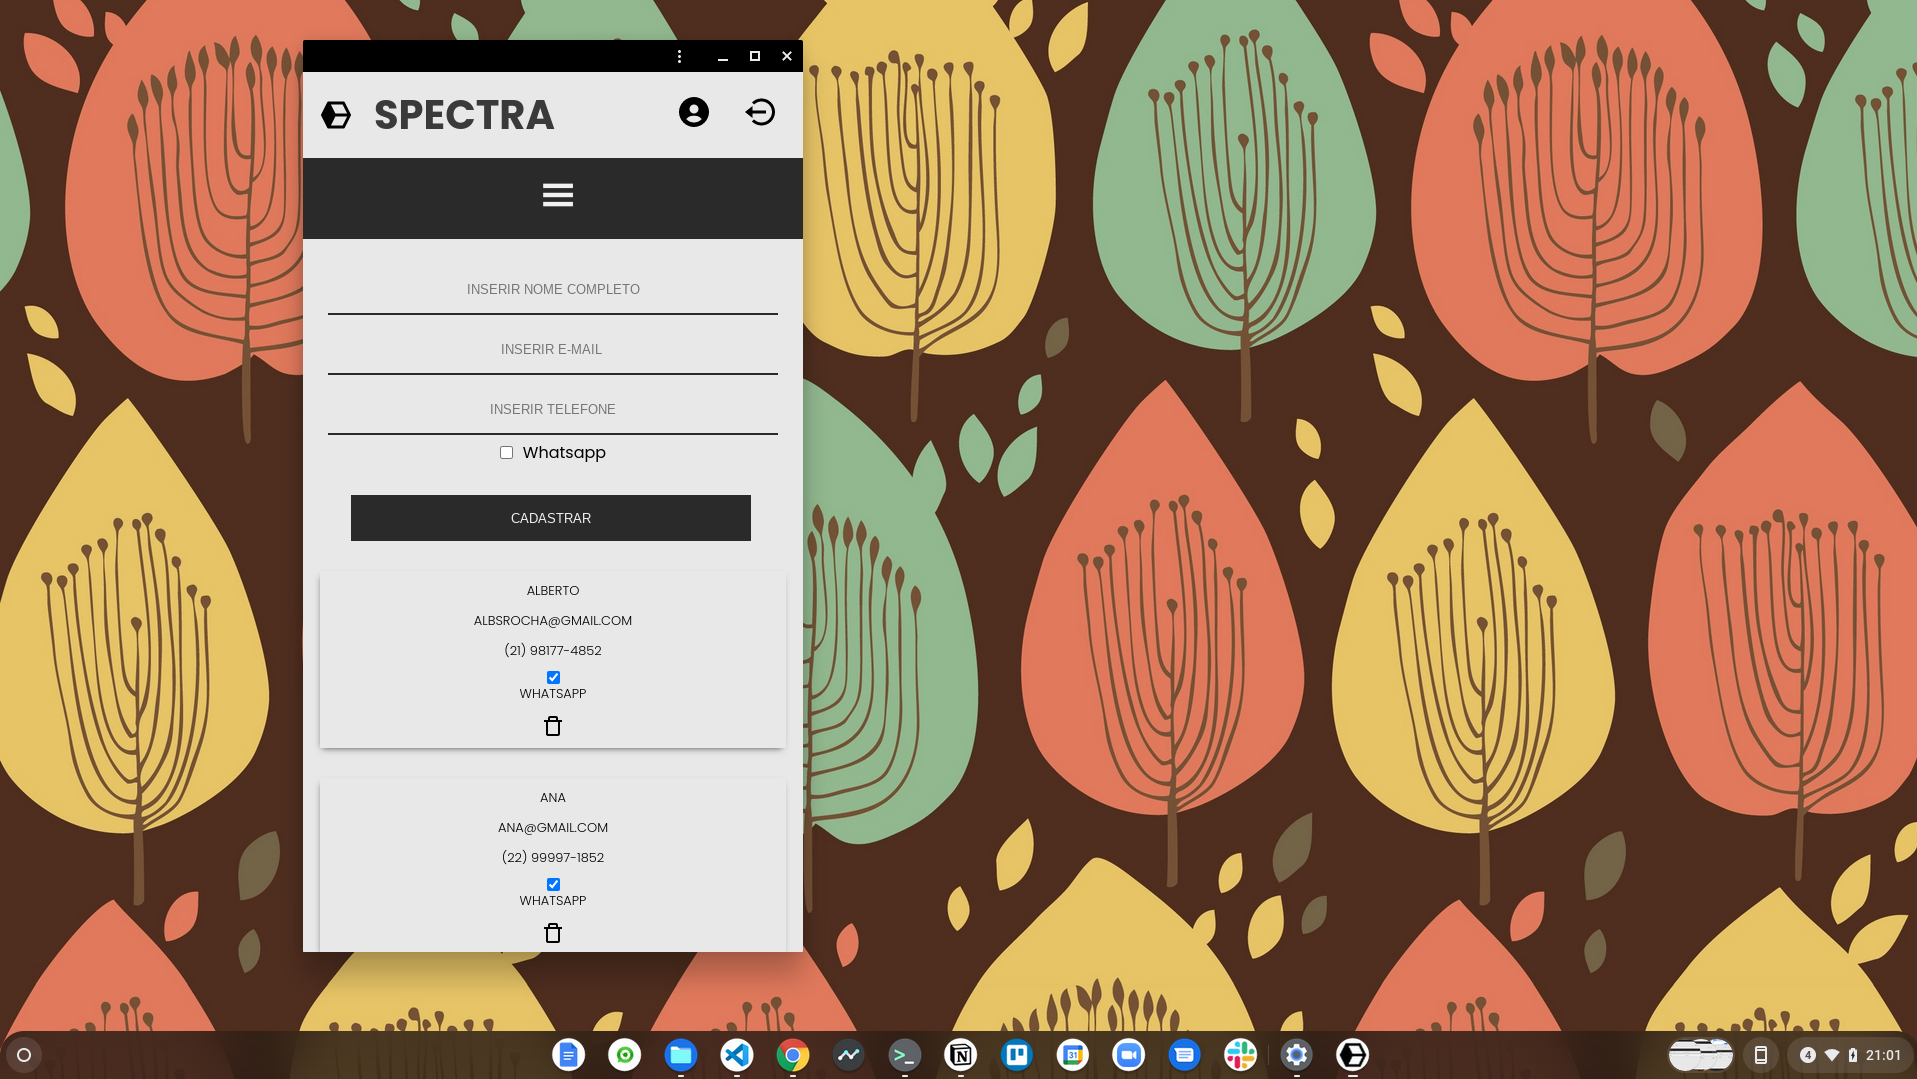 SPECTRA
INSERIR NOME COMPLETO
INSERIR E-MAIL
INSERIR TELEFONE
Whatsapp
CADASTRAR
ALBERTO
ALBSROCHA@GMAIL.COM
(21) 98177-4852
WHATSAPP
ANA
ANA@GMAIL.COM
(22) 99997-1852
WHATSAPP
31
4
21:01